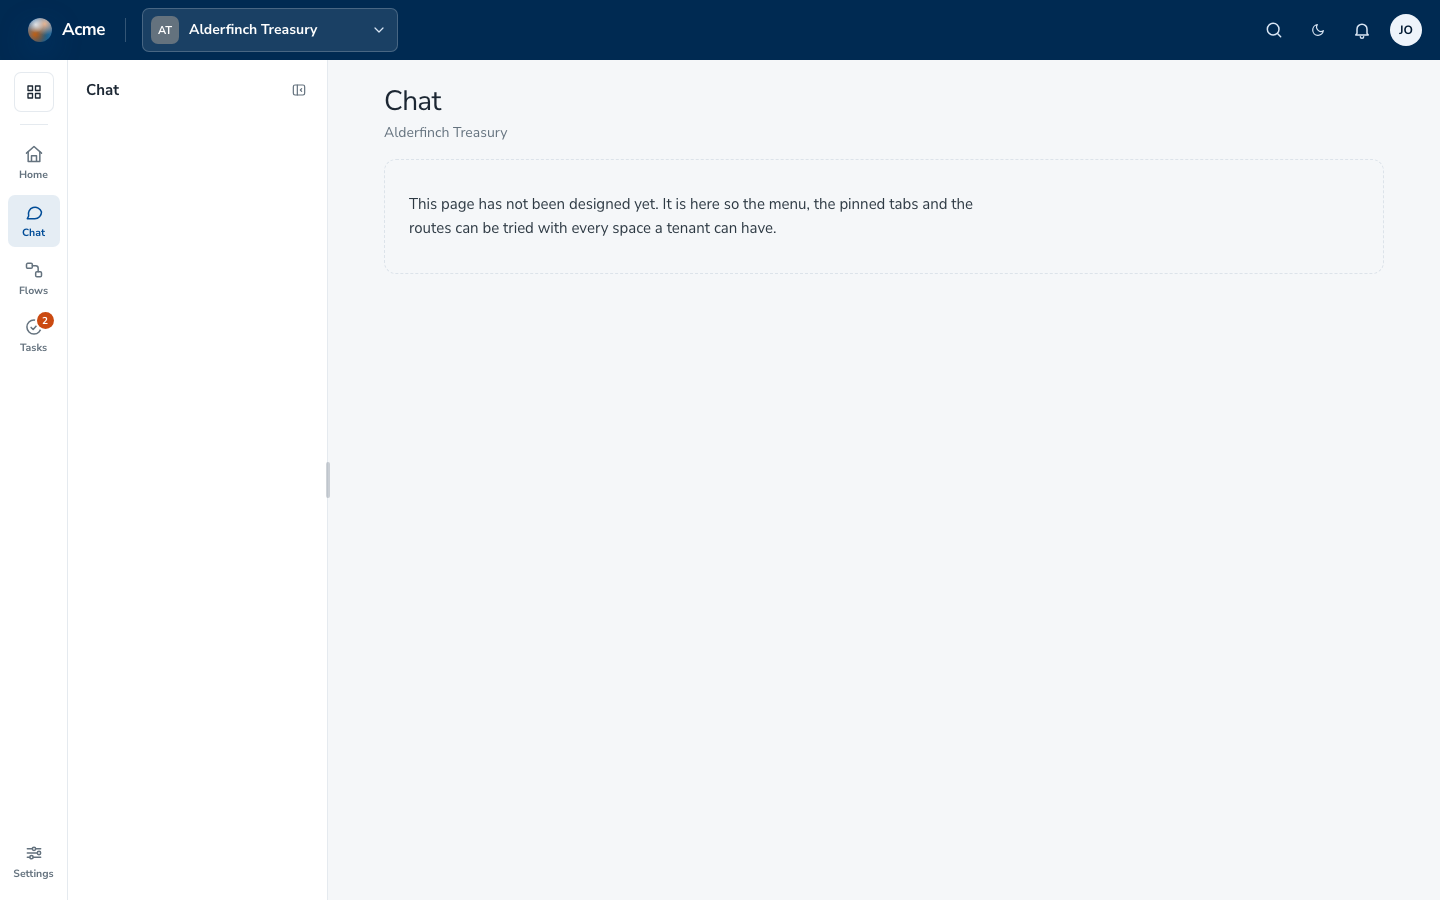 Acme
AT
Alderfinch Treasury
JO
Home
Chat
Flows
2
Tasks
Settings
Chat
Chat
Alderfinch Treasury
This page has not been designed yet. It is here so the menu, the pinned tabs and the
routes can be tried with every space a tenant can have.